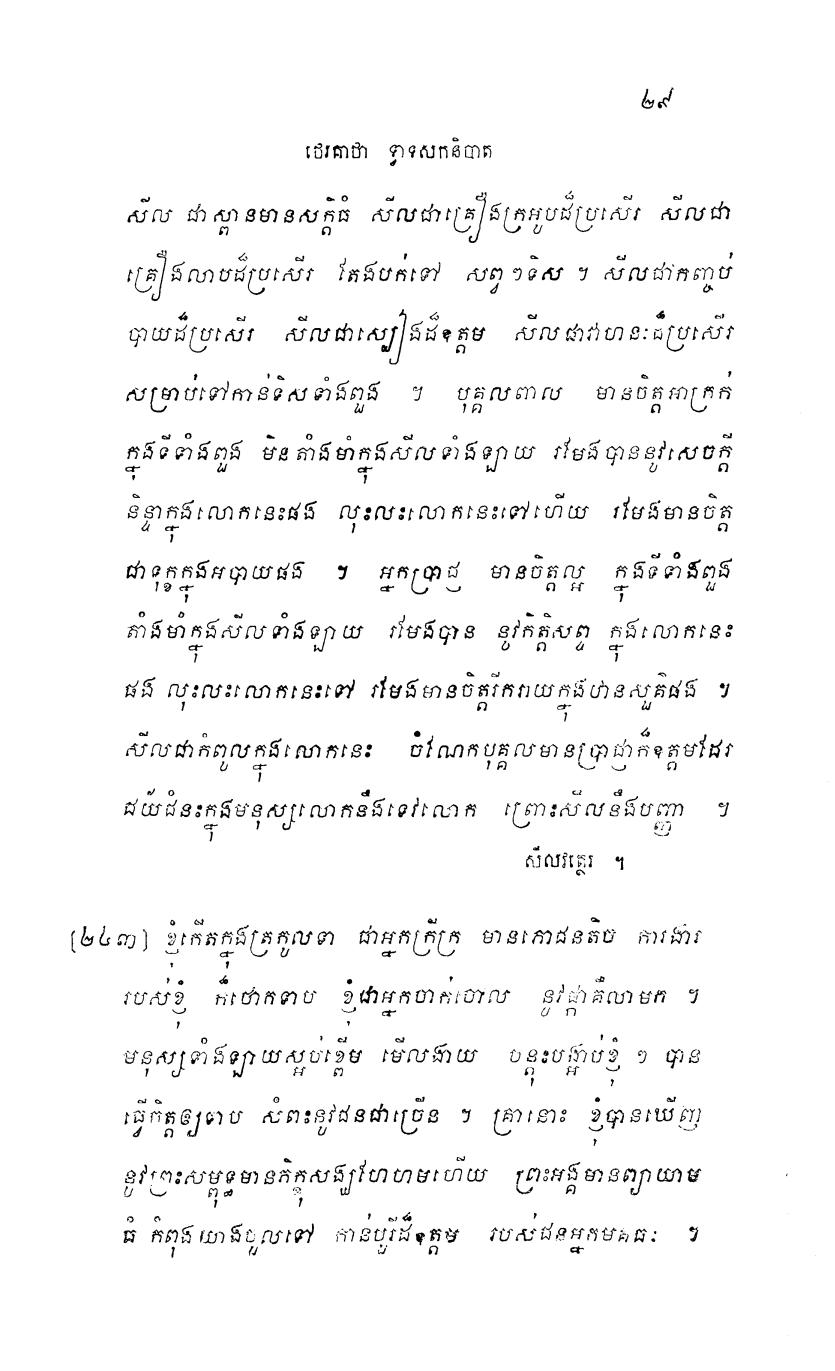 ២៩
ថេរគាថា ទ្វាទសកនិបាត
សីល ជាស្ពានមានសក្តិធំ សីលជាគ្រឿងក្រអូបដ៏ប្រសើរ សីលជា
គ្រឿងលាបដ៏ប្រសើរ តែងបក់ទៅ សព្វៗទិស ។ សីលជាកញ្ចប់
បាយដ៏ប្រសើរ សីលជាស្បៀងដ៏ឧត្តម សីលជាវាហនៈដ៏ប្រសើរ
សម្រាប់ទៅកាន់ទិសទាំងពួង ។ បុគ្គលពាល មានចិត្តអាក្រក់
ក្នុងទីទាំងពួង មិនតាំងមាំក្នុងសីលទាំងឡាយ រមែងបាននូវសេចក្តី
និន្ទាក្នុងលោកនេះផង លុះលះលោកនេះទៅហើយ រមែងមានចិត្ត
ជាទុក្ខក្នុងអបាយផង ។ អ្នកប្រាជ្ញ មានចិត្តល្អ ក្នុងទីទាំងពួង
តាំងមាំក្នុងសីលទាំងឡាយ រមែងបាន នូវកិត្តិសព្ទ ក្នុងលោកនេះ
ផង លុះលះលោកនេះទៅ រមែងមានចិត្តរីករាយក្នុងឋានសួគ៌ផង ។
សីលជាកំពូលក្នុងលោកនេះ ចំណែកបុគ្គលមានប្រាជ្ញាក៏ឧត្តមដែរ
ជយ័ជំនះក្នុងមនុស្សលោកនឹងទេវលោក ព្រោះសីលនឹងបញ្ញា ។
សីលវត្ថេរ ។
[២៤៣] ខ្ញុំកើតក្នុងត្រកូលទា ជាអ្នកក្រីក្រ មានភោជនតិច ការងារ
របស់ខ្ញុំ ក៏ថោកទាប ខ្ញុំជាអ្នកចាក់ចោល នូវផ្កាគឺលាមក ។
មនុស្សទាំងឡាយស្អប់ខ្ពើម មើលងាយ បន្តុះបង្អាប់ខ្ញុំ ៗ បាន
ធ្វើកិត្តឲ្យទាប សំពះនូវជនជាច្រើន ។ គ្រានោះ ខ្ញុំបានឃើញ
នូវព្រះសម្ពុទ្ធមានភិក្ខុសង្ឃហែហមហើយ ព្រះអង្គមានព្យាយាម
ធំ កំពុងយាងចូលទៅ កាន់បូរីដ៏ឧត្តម របស់ជនអ្នកមគធៈ ។